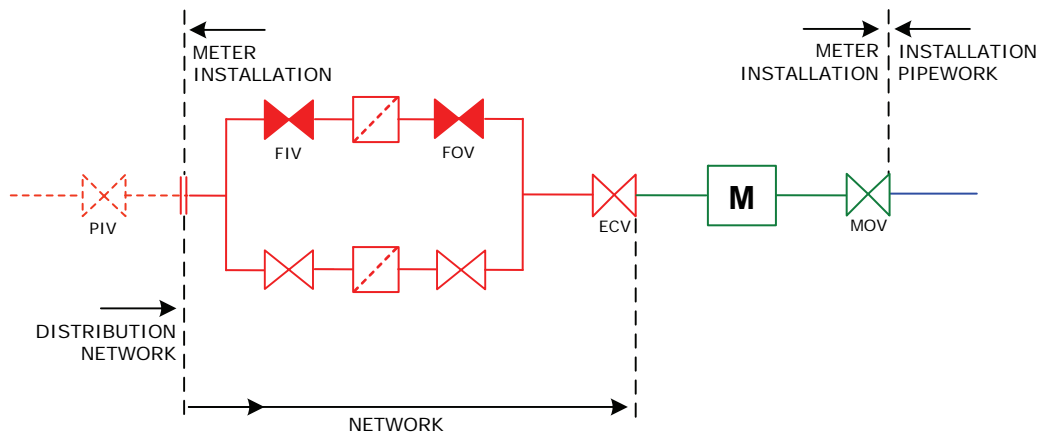 METER
INSTALLATION
METER
INSTALLATION
INSTALLATION
PIPEWORK
FIV
FOV
PIV
ECV
M
MOV
DISTRIBUTION
NETWORK
NETWORK